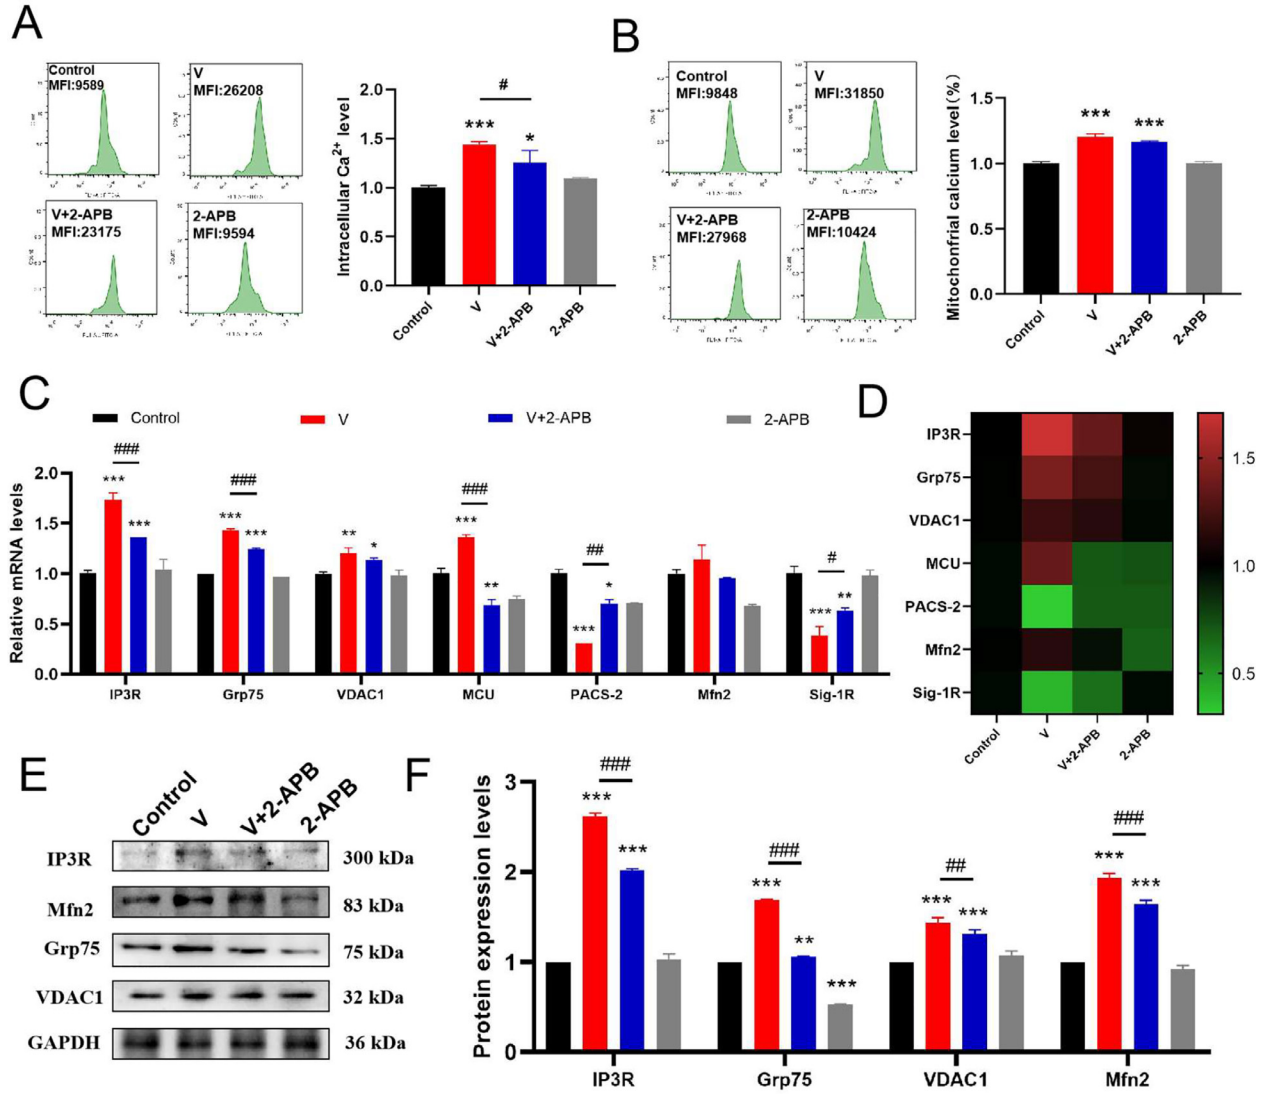 A
Control
MFI:9589
V
MFI:26208
V+2-APB
MFI:23175
2-APB
MFI:9594
Intracellular Ca2+ level
2.0
1.5
1.0
0.5
0.0
#
***
*
Control
V
V+2-APB
2-APB
B
Control
MFI:9848
V
MFI:31850
V+2-APB
MFI:27968
2-APB
MFI:10424
Mitochonfrial calcium level(%)
1.5
1.0
0.5
0.0
***
***
Control
V
V+2-APB
2-APB
C
Control
V
V+2-APB
2-APB
Relative mRNA levels
2.0
1.5
1.0
0.5
0.0
###
***
***
###
***
***
**
*
###
***
**
##
***
*
#
***
**
IP3R
Grp75
VDAC1
MCU
PACS-2
Mfn2
Sig-1R
D
IP3R
Grp75
VDAC1
MCU
PACS-2
Mfn2
Sig-1R
Control
V
V+2-APB
2-APB
1.5
1.0
0.5
E
Control
V
V+2-APB
2-APB
IP3R
300 kDa
Mfn2
83 kDa
Grp75
75 kDa
VDAC1
32 kDa
GAPDH
36 kDa
F
Protein expression levels
3
2
1
0
###
***
***
###
***
**
***
##
***
***
###
***
***
IP3R
Grp75
VDAC1
Mfn2